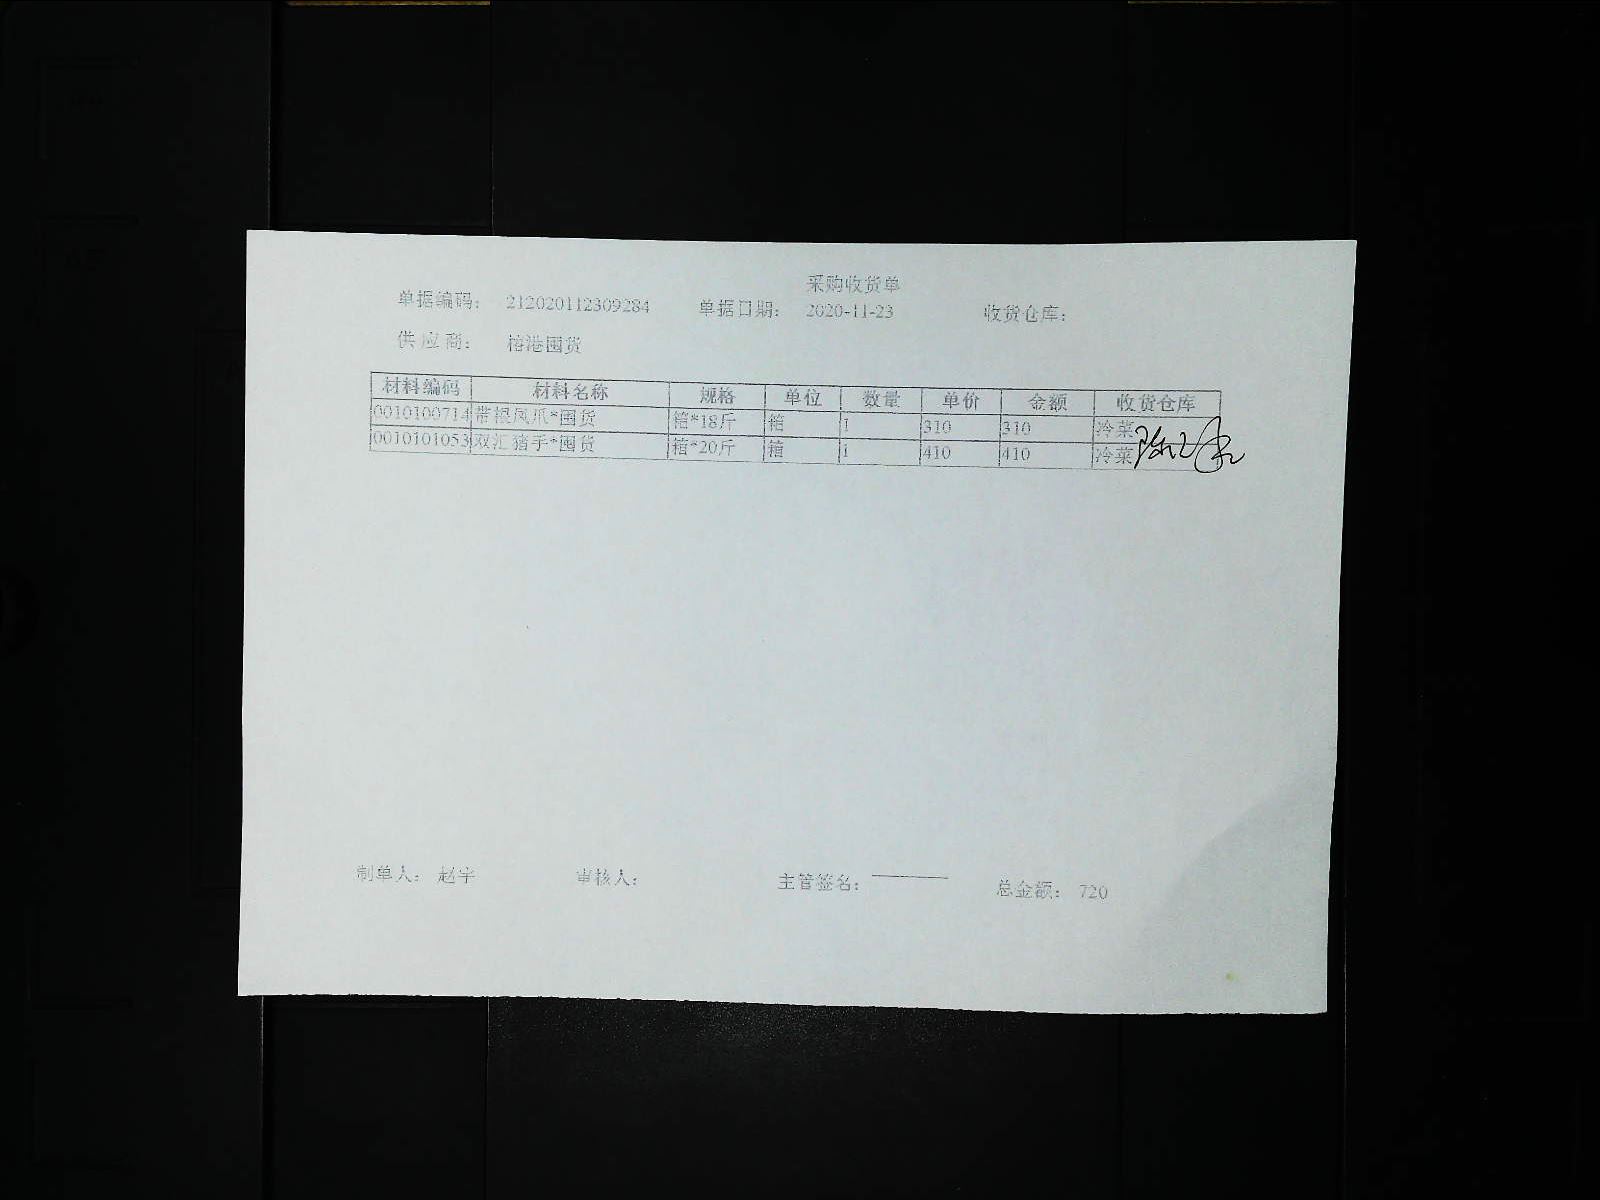 采购收货单
单据编码： 212020112309284 单据日期： 2020-11-23 收货仓库：
供应商： 榕港囤货
材料编码 材料名称 规格 单位 数量 单价 金额 收货仓库
0010100714 带根凤爪*囤货 箱*18斤 箱 1 310 310 冷菜
0010101053 双汇猪手*囤货 箱*20斤 箱 1 410 410 冷菜
制单人： 赵宇 审核人： 主管签名： 总金额： 720